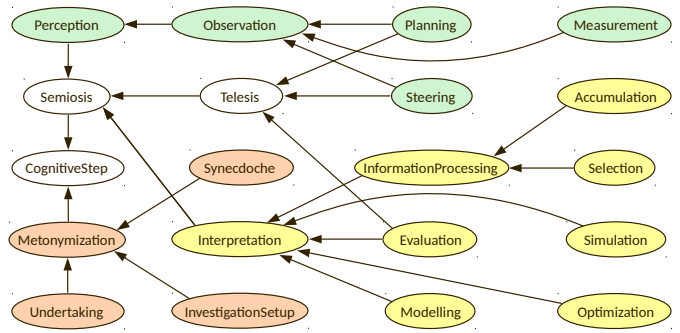 Perception
Observation
Planning
Measurement
Semiosis
Telesis
Steering
Accumulation
CognitiveStep
Synecdoche
InformationProcessing
Selection
Metonymization
Interpretation
Evaluation
Simulation
Undertaking
InvestigationSetup
Modelling
Optimization